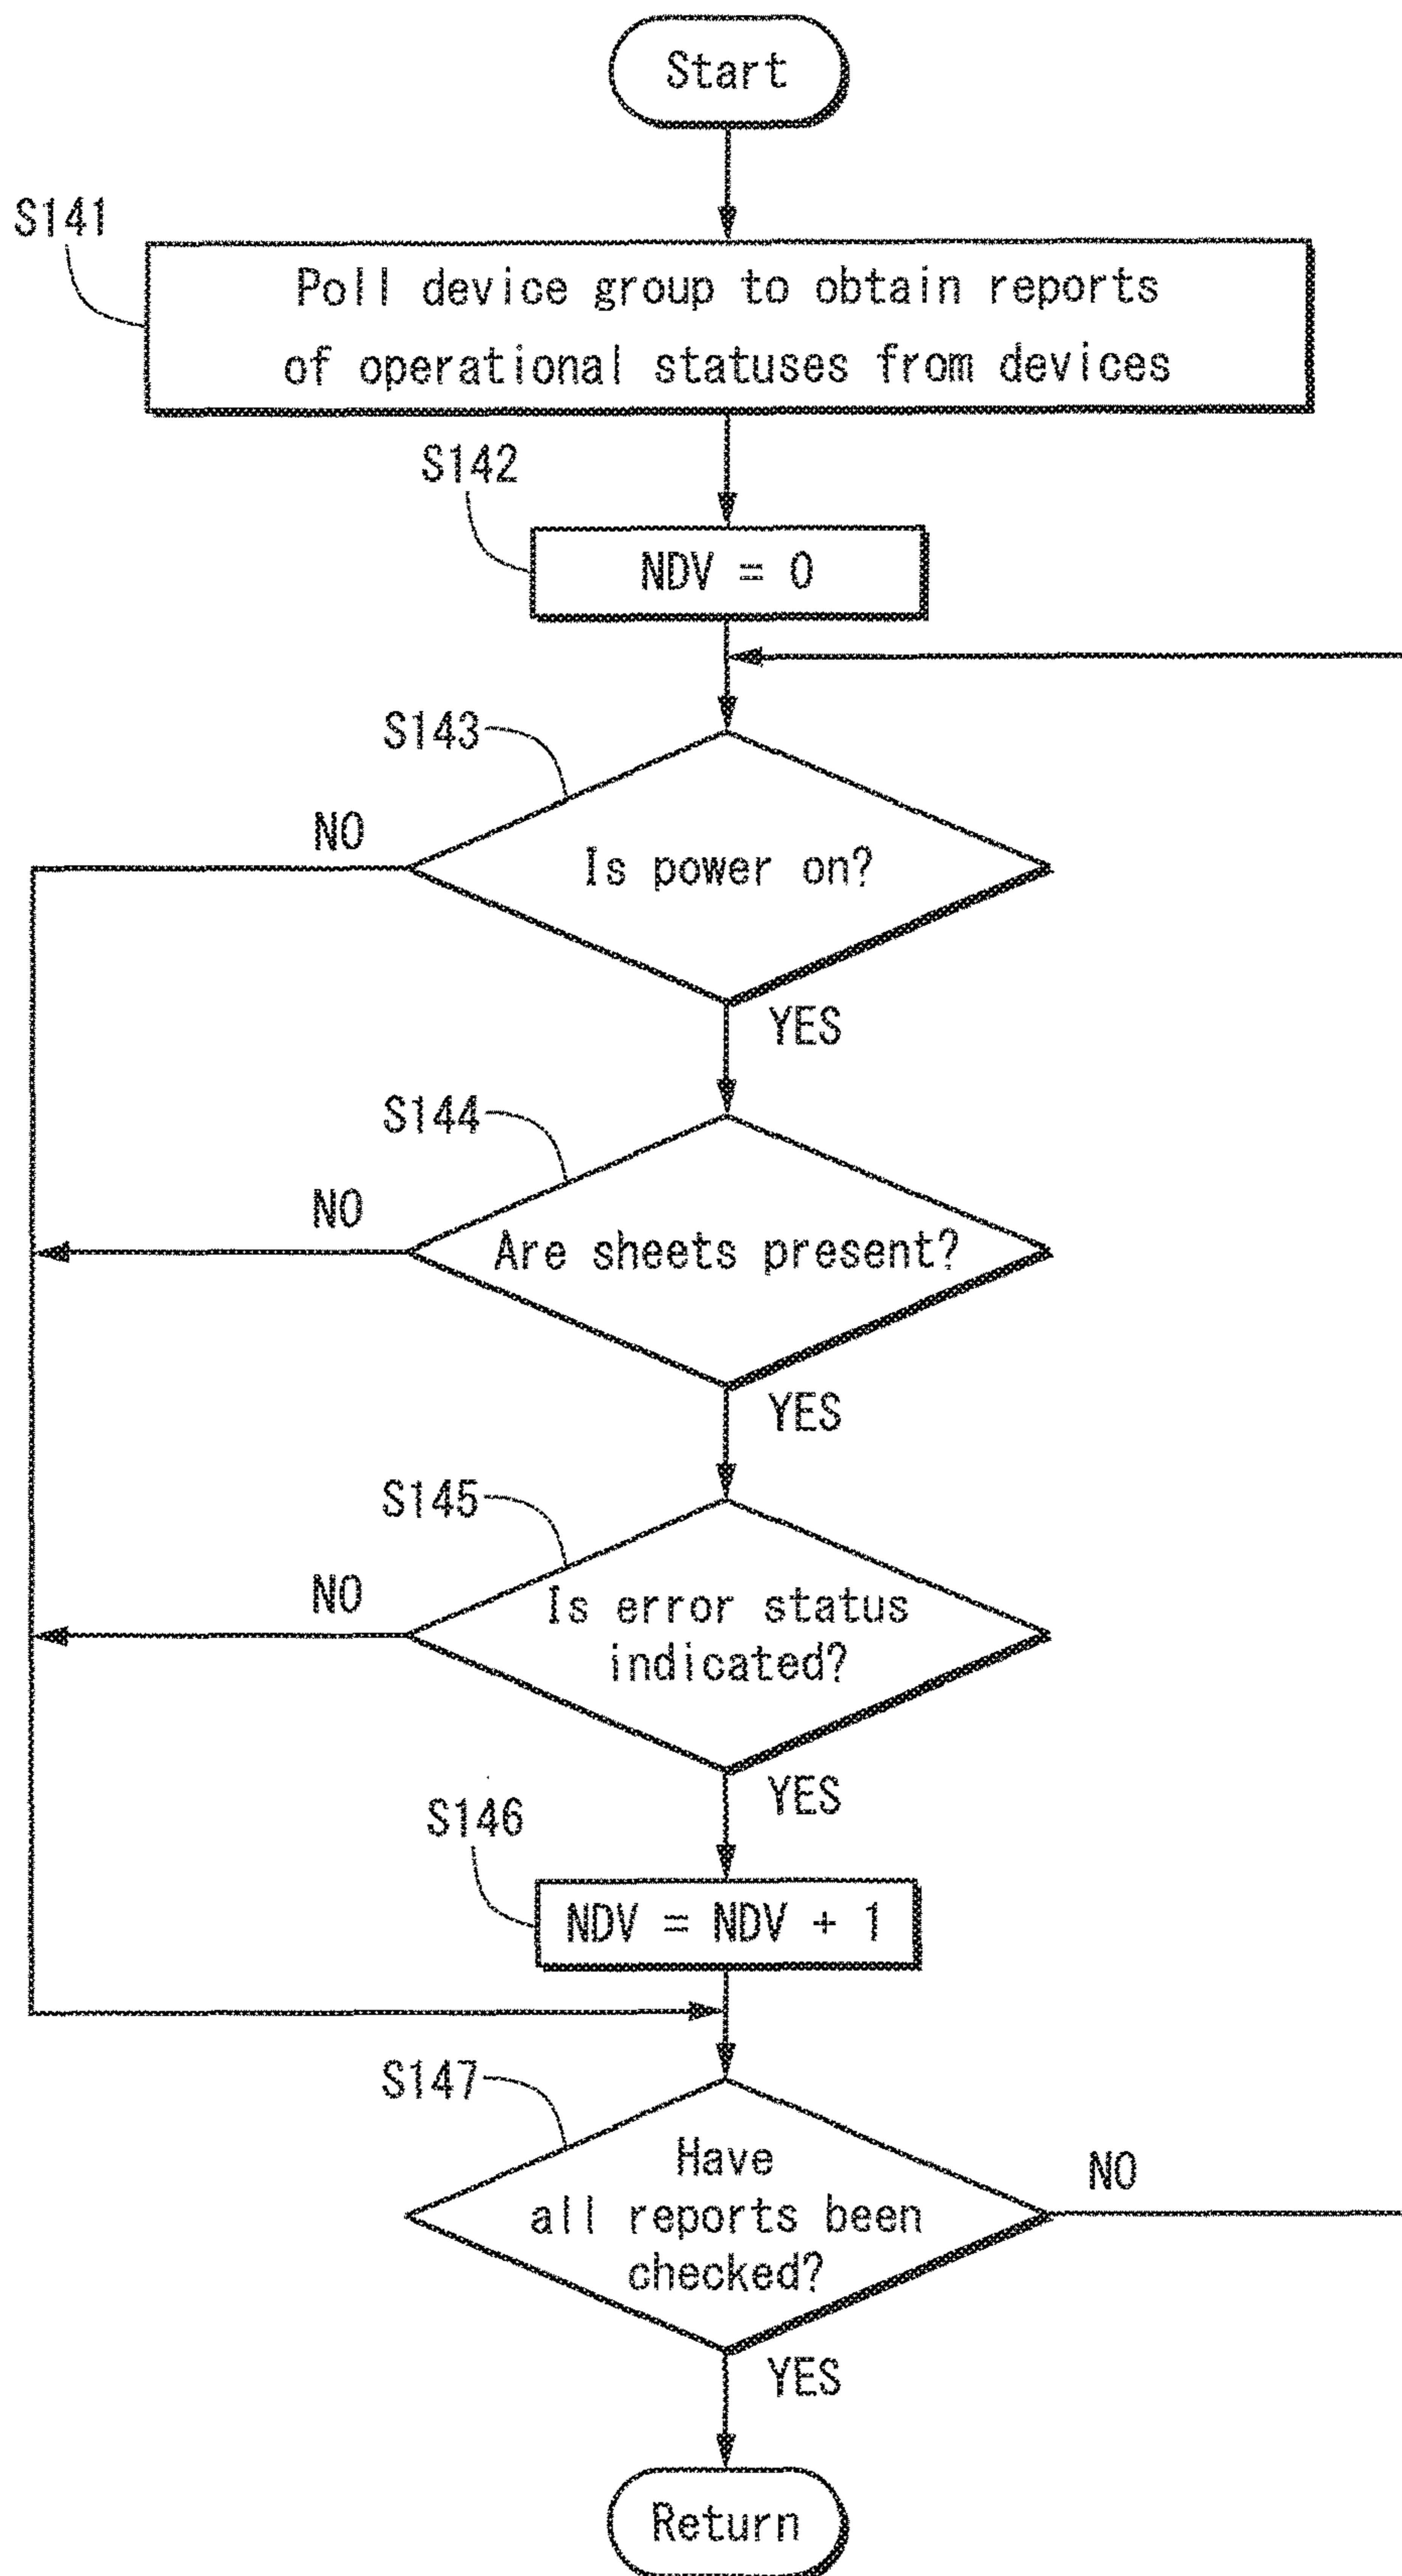 Start
S141
Poll device group to obtain reports
of operational statuses from devices
S142
NDV = 0
S143
NO
Is power on?
YES
S144
NO
Are sheets present?
YES
S145
NO
Is error status
indicated?
YES
S146
NDV = NDV + 1
S147
Have
all reports been
checked?
NO
YES
Return